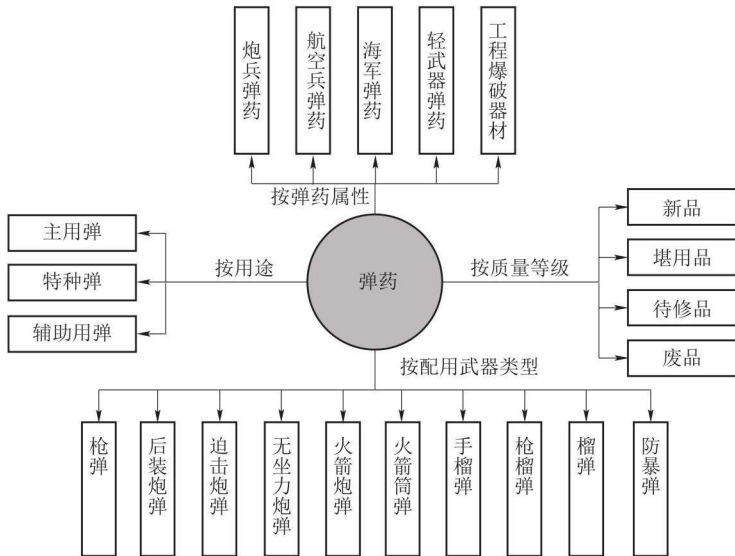 炮兵弹药
航空兵弹药
海军弹药
轻武器弹药
工程爆破器材
按弹药属性
主用弹
特种弹
辅助用弹
按用途
弹药
按质量等级
新品
堪用品
待修品
废品
按配用武器类型
枪弹
后装炮弹
迫击炮弹
无坐力炮弹
火箭炮弹
火箭筒弹
手榴弹
枪榴弹
榴弹
防暴弹